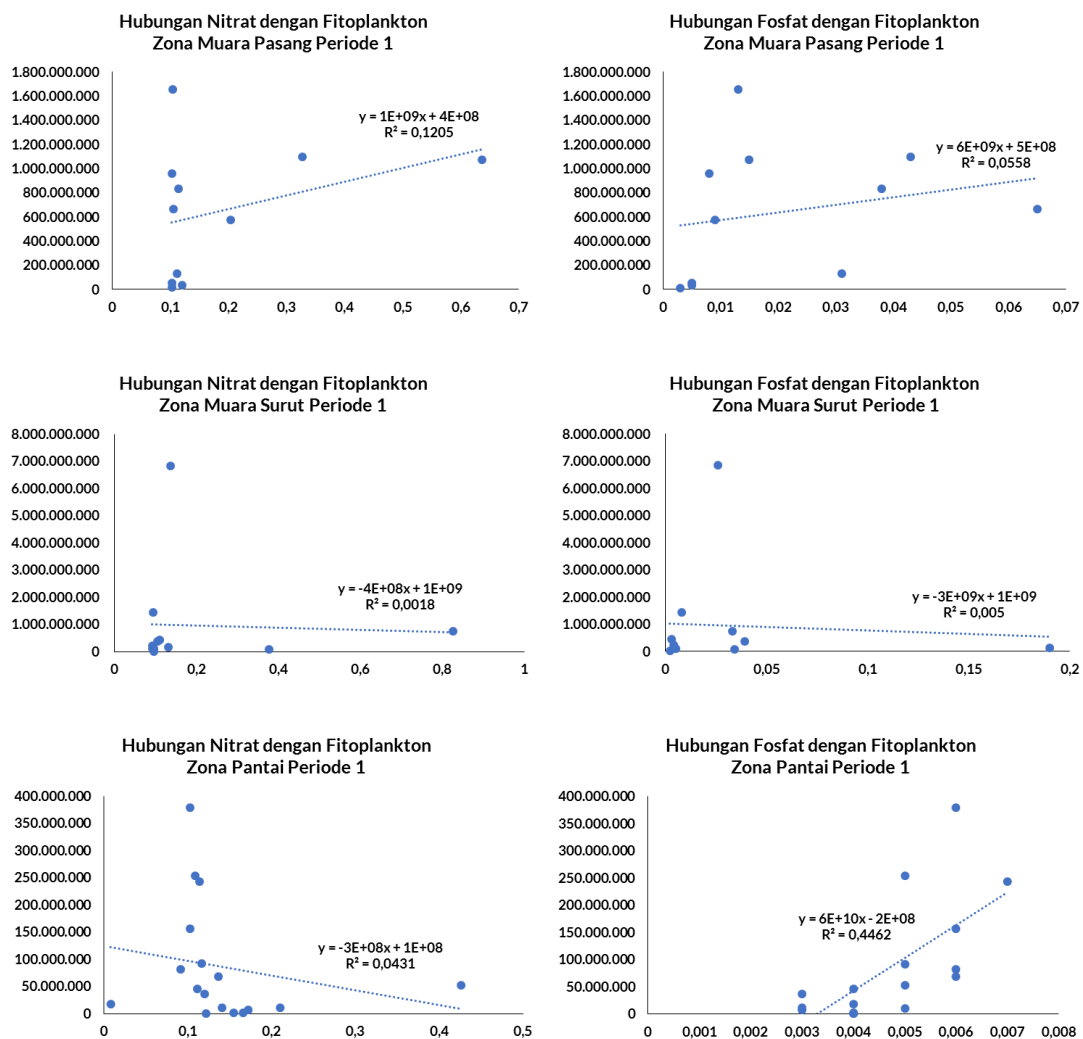 Hubungan Nitrat dengan Fitoplankton
Zona Muara Pasang Periode 1
1.800.000.000
1.600.000.000
1.400.000.000
1.200.000.000
1.000.000.000
800.000.000
600.000.000
400.000.000
200.000.000
0
y = 1E+09x + 4E+08
R² = 0,1205
0 0,1 0,2 0,3 0,4 0,5 0,6 0,7
Hubungan Fosfat dengan Fitoplankton
Zona Muara Pasang Periode 1
1.800.000.000
1.600.000.000
1.400.000.000
1.200.000.000
1.000.000.000
800.000.000
600.000.000
400.000.000
200.000.000
0
y = 6E+09x + 5E+08
R² = 0,0558
0 0,01 0,02 0,03 0,04 0,05 0,06 0,07
Hubungan Nitrat dengan Fitoplankton
Zona Muara Surut Periode 1
8.000.000.000
7.000.000.000
6.000.000.000
5.000.000.000
4.000.000.000
3.000.000.000
2.000.000.000
1.000.000.000
0
y = -4E+08x + 1E+09
R² = 0,0018
0 0,2 0,4 0,6 0,8 1
Hubungan Fosfat dengan Fitoplankton
Zona Muara Surut Periode 1
8.000.000.000
7.000.000.000
6.000.000.000
5.000.000.000
4.000.000.000
3.000.000.000
2.000.000.000
1.000.000.000
0
y = -3E+09x + 1E+09
R² = 0,005
0 0,05 0,1 0,15 0,2
Hubungan Nitrat dengan Fitoplankton
Zona Pantai Periode 1
400.000.000
350.000.000
300.000.000
250.000.000
200.000.000
150.000.000
100.000.000
50.000.000
0
y = -3E+08x + 1E+08
R² = 0,0431
0 0,1 0,2 0,3 0,4 0,5
Hubungan Fosfat dengan Fitoplankton
Zona Pantai Periode 1
400.000.000
350.000.000
300.000.000
250.000.000
200.000.000
150.000.000
100.000.000
50.000.000
0
y = 6E+10x - 2E+08
R² = 0,4462
0 0,001 0,002 0,003 0,004 0,005 0,006 0,007 0,008